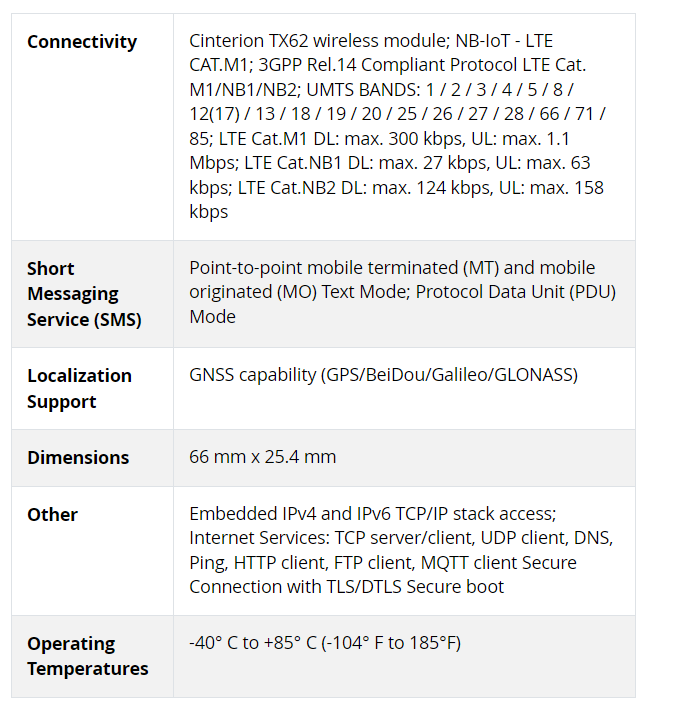 Connectivity
Cinterion TX62 wireless module; NB-IoT - LTE
CAT.M1; 3GPP Rel.14 Compliant Protocol LTE Cat.
M1/NB1/NB2; UMTS BANDS: 1 / 2 / 3 / 4 / 5 / 8 /
12(17) / 13 / 18 / 19 / 20 / 25 / 26 / 27 / 28 / 66 / 71 /
85; LTE Cat.M1 DL: max. 300 kbps, UL: max. 1.1
Mbps; LTE Cat.NB1 DL: max. 27 kbps, UL: max. 63
kbps; LTE Cat.NB2 DL: max. 124 kbps, UL: max. 158
kbps
Short
Messaging
Service (SMS)
Point-to-point mobile terminated (MT) and mobile
originated (MO) Text Mode; Protocol Data Unit (PDU)
Mode
Localization
Support
GNSS capability (GPS/BeiDou/Galileo/GLONASS)
Dimensions
66 mm x 25.4 mm
Other
Embedded IPv4 and IPv6 TCP/IP stack access;
Internet Services: TCP server/client, UDP client, DNS,
Ping, HTTP client, FTP client, MQTT client Secure
Connection with TLS/DTLS Secure boot
Operating
Temperatures
-40° C to +85° C (-104° F to 185°F)